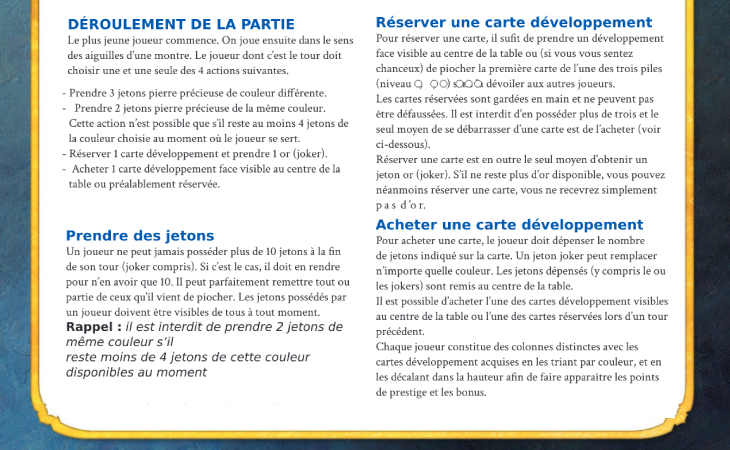 DÉROULEMENT DE LA PARTIE
Le plus jeune joueur commence. On joue ensuite dans le sens
des aiguilles d'une montre. Le joueur dont c'est le tour doit
choisir une et une seule des 4 actions suivantes.
- Prendre 3 jetons pierre précieuse de couleur différente.
- Prendre 2 jetons pierre précieuse de la même couleur.
Cette action n'est possible que s'il reste au moins 4 jetons de
la couleur choisie au moment où le joueur se sert.
- Réserver 1 carte développement et prendre 1 or (joker).
- Acheter 1 carte développement face visible au centre de la
table ou préalablement réservée.
Prendre des jetons
Un joueur ne peut jamais posséder plus de 10 jetons à la fin
de son tour (joker compris). Si c'est le cas, il doit en rendre
pour n'en avoir que 10. Il peut parfaitement remettre tout ou
partie de ceux qu'il vient de piocher. Les jetons possédés par
un joueur doivent être visibles de tous à tout moment.
Rappel : il est interdit de prendre 2 jetons de
même couleur s'il
reste moins de 4 jetons de cette couleur
disponibles au moment
Réserver une carte développement
Pour réserver une carte, il sufit de prendre un développement
face visible au centre de la table ou (si vous vous sentez
chanceux) de piocher la première carte de l'une des trois piles
(niveau dévoiler aux autres joueurs.
Les cartes réservées sont gardées en main et ne peuvent pas
être défaussées. Il est interdit d'en posséder plus de trois et le
seul moyen de se débarrasser d'une carte est de l'acheter (voir
ci-dessous).
Réserver une carte est en outre le seul moyen d'obtenir un
jeton or (joker). S'il ne reste plus d'or disponible, vous pouvez
néanmoins réserver une carte, vous ne recevrez simplement
pas d'or.
Acheter une carte développement
Pour acheter une carte, le joueur doit dépenser le nombre
de jetons indiqué sur la carte. Un jeton joker peut remplacer
n'importe quelle couleur. Les jetons dépensés (y compris le ou
les jokers) sont remis au centre de la table.
Il est possible d'acheter l'une des cartes développement visibles
au centre de la table ou l'une des cartes réservées lors d'un tour
précédent.
Chaque joueur constitue des colonnes distinctes avec les
cartes développement acquises en les triant par couleur, et en
les décalant dans la hauteur afin de faire apparaître les points
de prestige et les bonus.